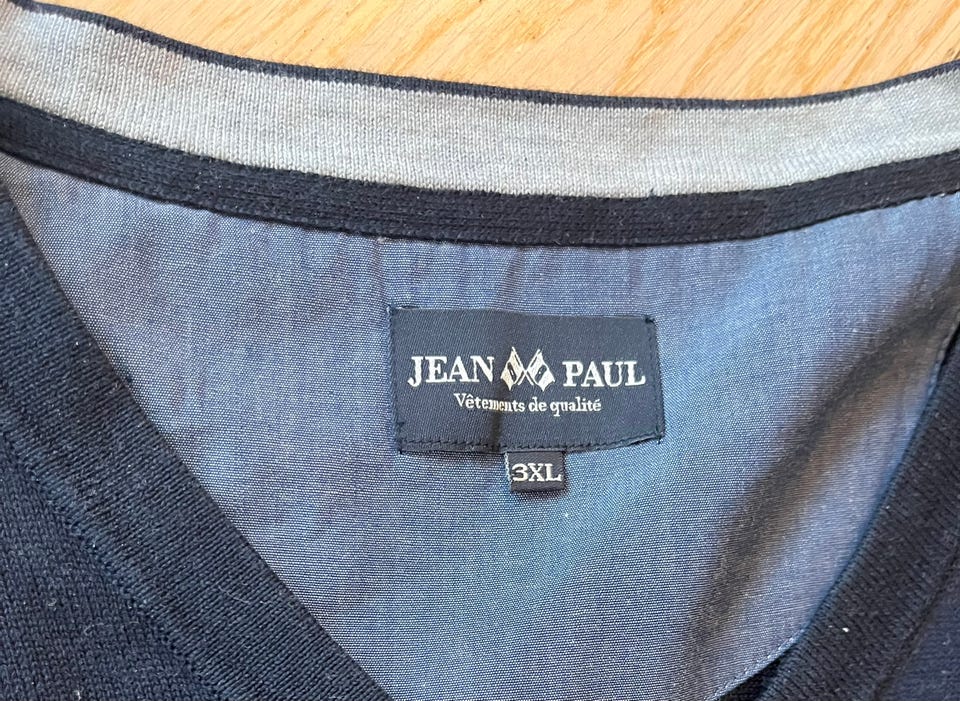 JEAN PAUL
Vêtements de qualité
3XL